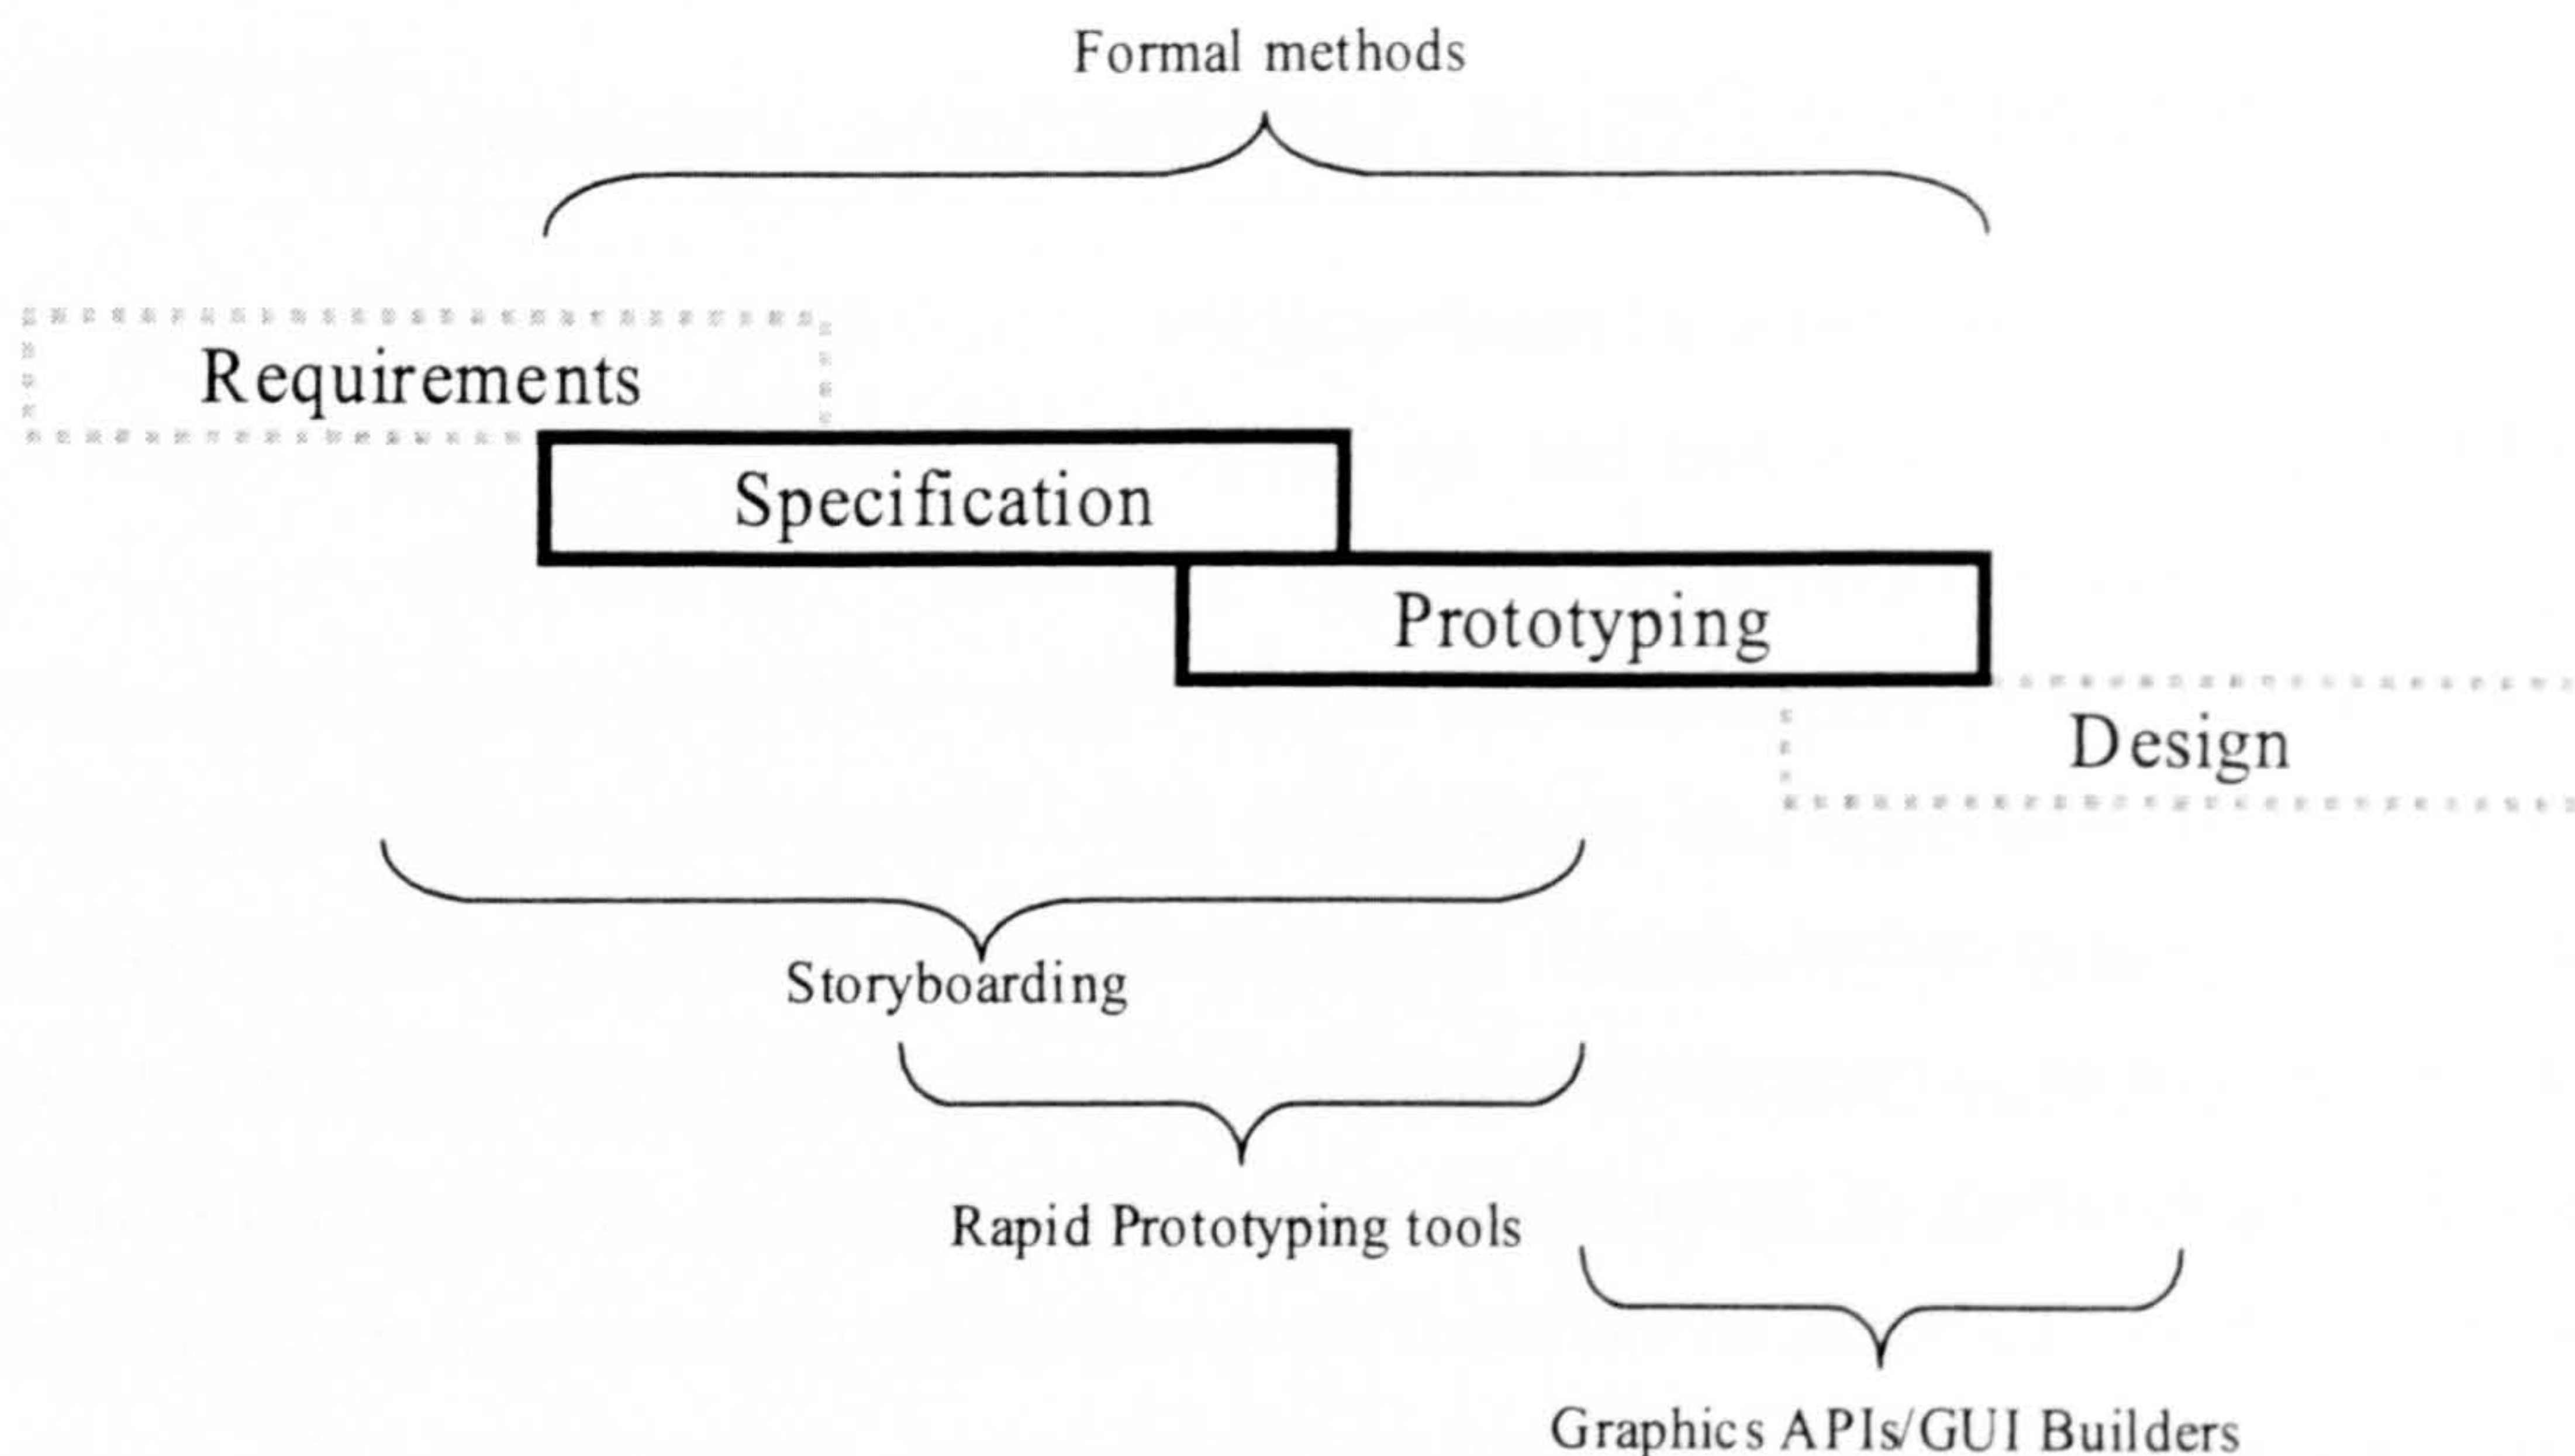 Formal methods
Requirements
Specification
Prototyping
Design
Storyboarding
Rapid Prototyping tools
Graphics APIs/GUI Builders